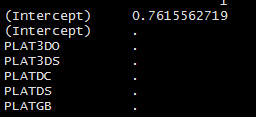 1
(Intercept) 0.7615562719
(Intercept) .
PLAT3DO .
PLAT3DS .
PLATDC .
PLATDS .
PLATGB .